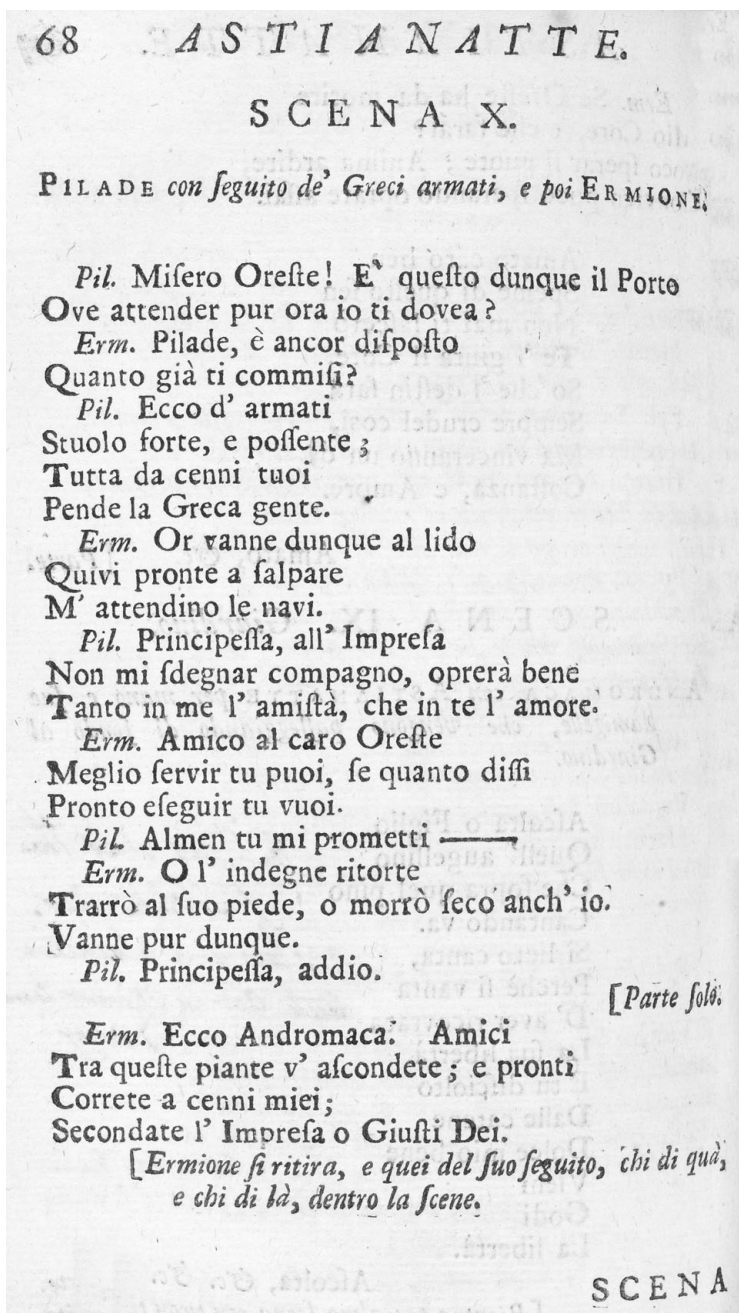 68 ASTIANATTE.
SCENA X.
PILADE con ſeguito de' Greci armati, e poi ERMIONE.
Pil. Miſero Oreſte! E' queſto dunque il Porto
Ove attender pur ora io ti dovea?
Erm. Pilade, è ancor diſpoſto
Quanto già ti commiſi?
Pil. Ecco d' armati
Stuolo forte, e poſſente;
Tutta da cenni tuoi
Pende la Greca gente.
Erm. Or vanne dunque al lido
Quivi pronte a ſalpare
M' attendino le navi.
Pil. Principeſſa, all' Impreſa
Non mi ſdegnar compagno, oprerà bene
Tanto in me l' amiſtà, che in te l' amore.
Erm. Amico al caro Oreſte
Meglio ſervir tu puoi, ſe quanto diſſi
Pronto eſeguir tu vuoi.
Pil. Almen tu mi prometti ——
Erm. O l' indegne ritorte
Trarrò al ſuo piede, o morrò ſeco anch' io.
Vanne pur dunque.
Pil. Principeſſa, addio.
[Parte ſolo.
Erm. Ecco Andromaca. Amici
Tra queſte piante v' aſcondete; e pronti
Correte a cenni miei;
Secondate l' Impreſa o Giuſti Dei.
[Ermione ſi ritira, e quei del ſuo ſeguito, chi di quà,
e chi di là, dentro la ſcene.
SCENA